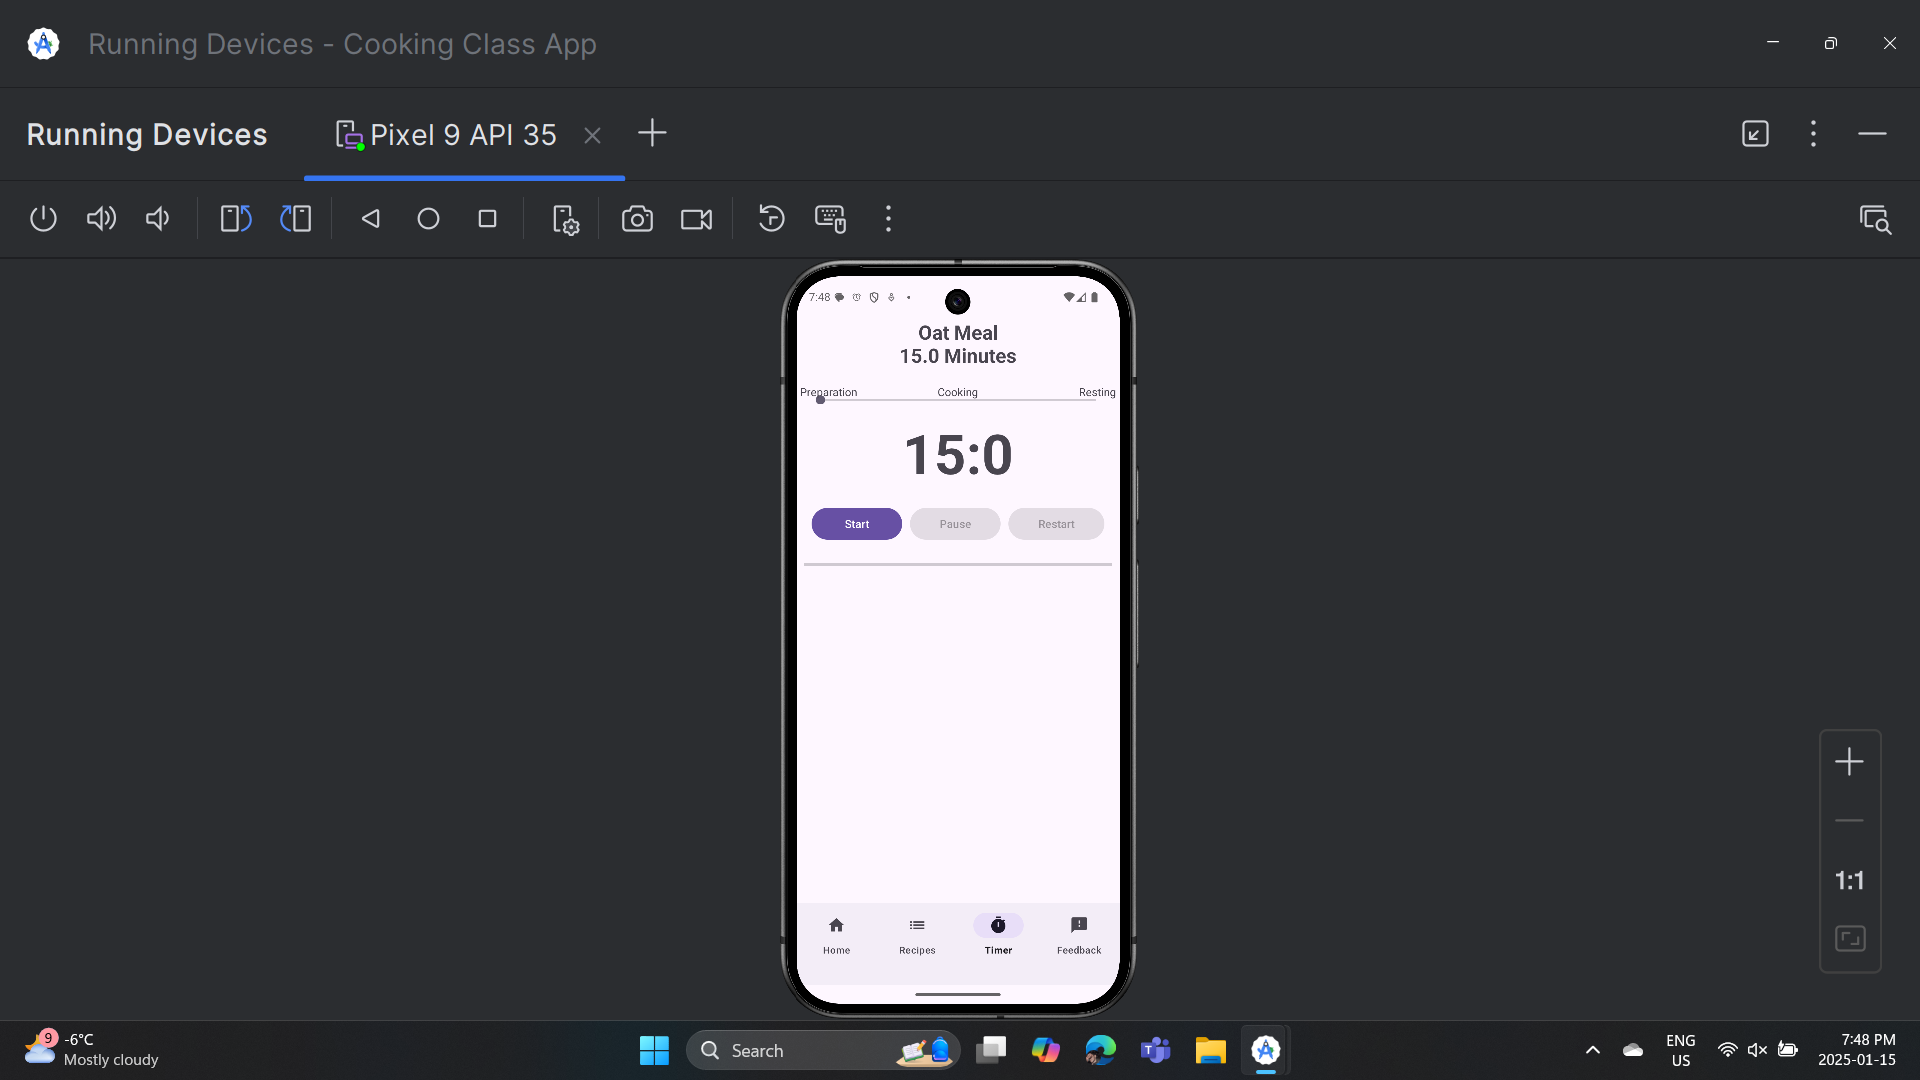 Running Devices - Cooking Class App
Running Devices
Pixel 9 API 35
7:48
Oat Meal
15.0 Minutes
Preparation Cooking Resting
15:0
Start Pause Restart
Home Recipes Timer Feedback
1:1
9
-6°C
Mostly cloudy
Search
ENG
US
7:48 PM
2025-01-15